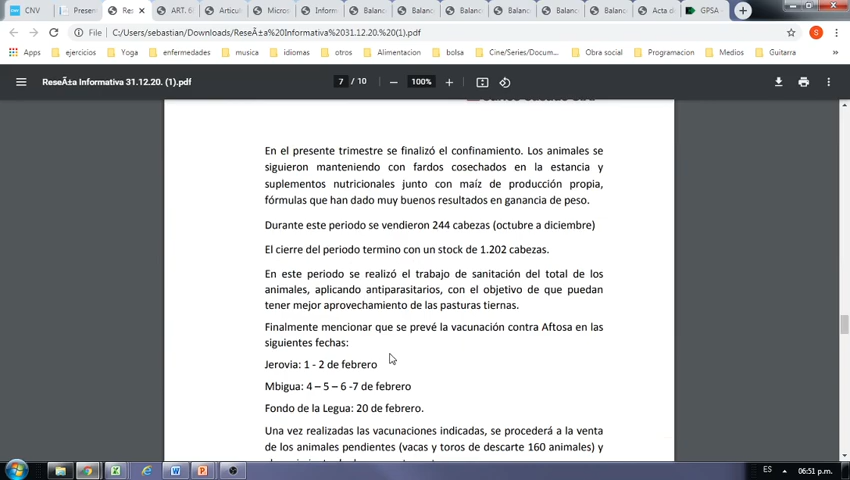 CNV
Presen
Res
ART. 6
Articul
Micros
Inform
Balanc
Balanc
Balanc
Balanc
Balanc
Balanc
Acta d
GPSA
File
C:/Users/sebastian/Downloads/ReseÃ±a%20Informativa%2031.12.20.%20(1).pdf
Apps
ejercicios
Yoga
enfermedades
musica
idiomas
otros
Alimentacion
bolsa
Cine/Series/Docum...
Obra social
Programacion
Medios
Guitarra
ReseÃ±a Informativa 31.12.20. (1).pdf
7 / 10
100%
En el presente trimestre se finalizó el confinamiento. Los animales se
siguieron manteniendo con fardos cosechados en la estancia y
suplementos nutricionales junto con maíz de producción propia,
fórmulas que han dado muy buenos resultados en ganancia de peso.
Durante este periodo se vendieron 244 cabezas (octubre a diciembre)
El cierre del periodo termino con un stock de 1.202 cabezas.
En este periodo se realizó el trabajo de sanitación del total de los
animales, aplicando antiparasitarios, con el objetivo de que puedan
tener mejor aprovechamiento de las pasturas tiernas.
Finalmente mencionar que se prevé la vacunación contra Aftosa en las
siguientes fechas:
Jerovia: 1 - 2 de febrero
Mbigua: 4 – 5 – 6 -7 de febrero
Fondo de la Legua: 20 de febrero.
Una vez realizadas las vacunaciones indicadas, se procederá a la venta
de los animales pendientes (vacas y toros de descarte 160 animales) y
ES
06:51 p.m.